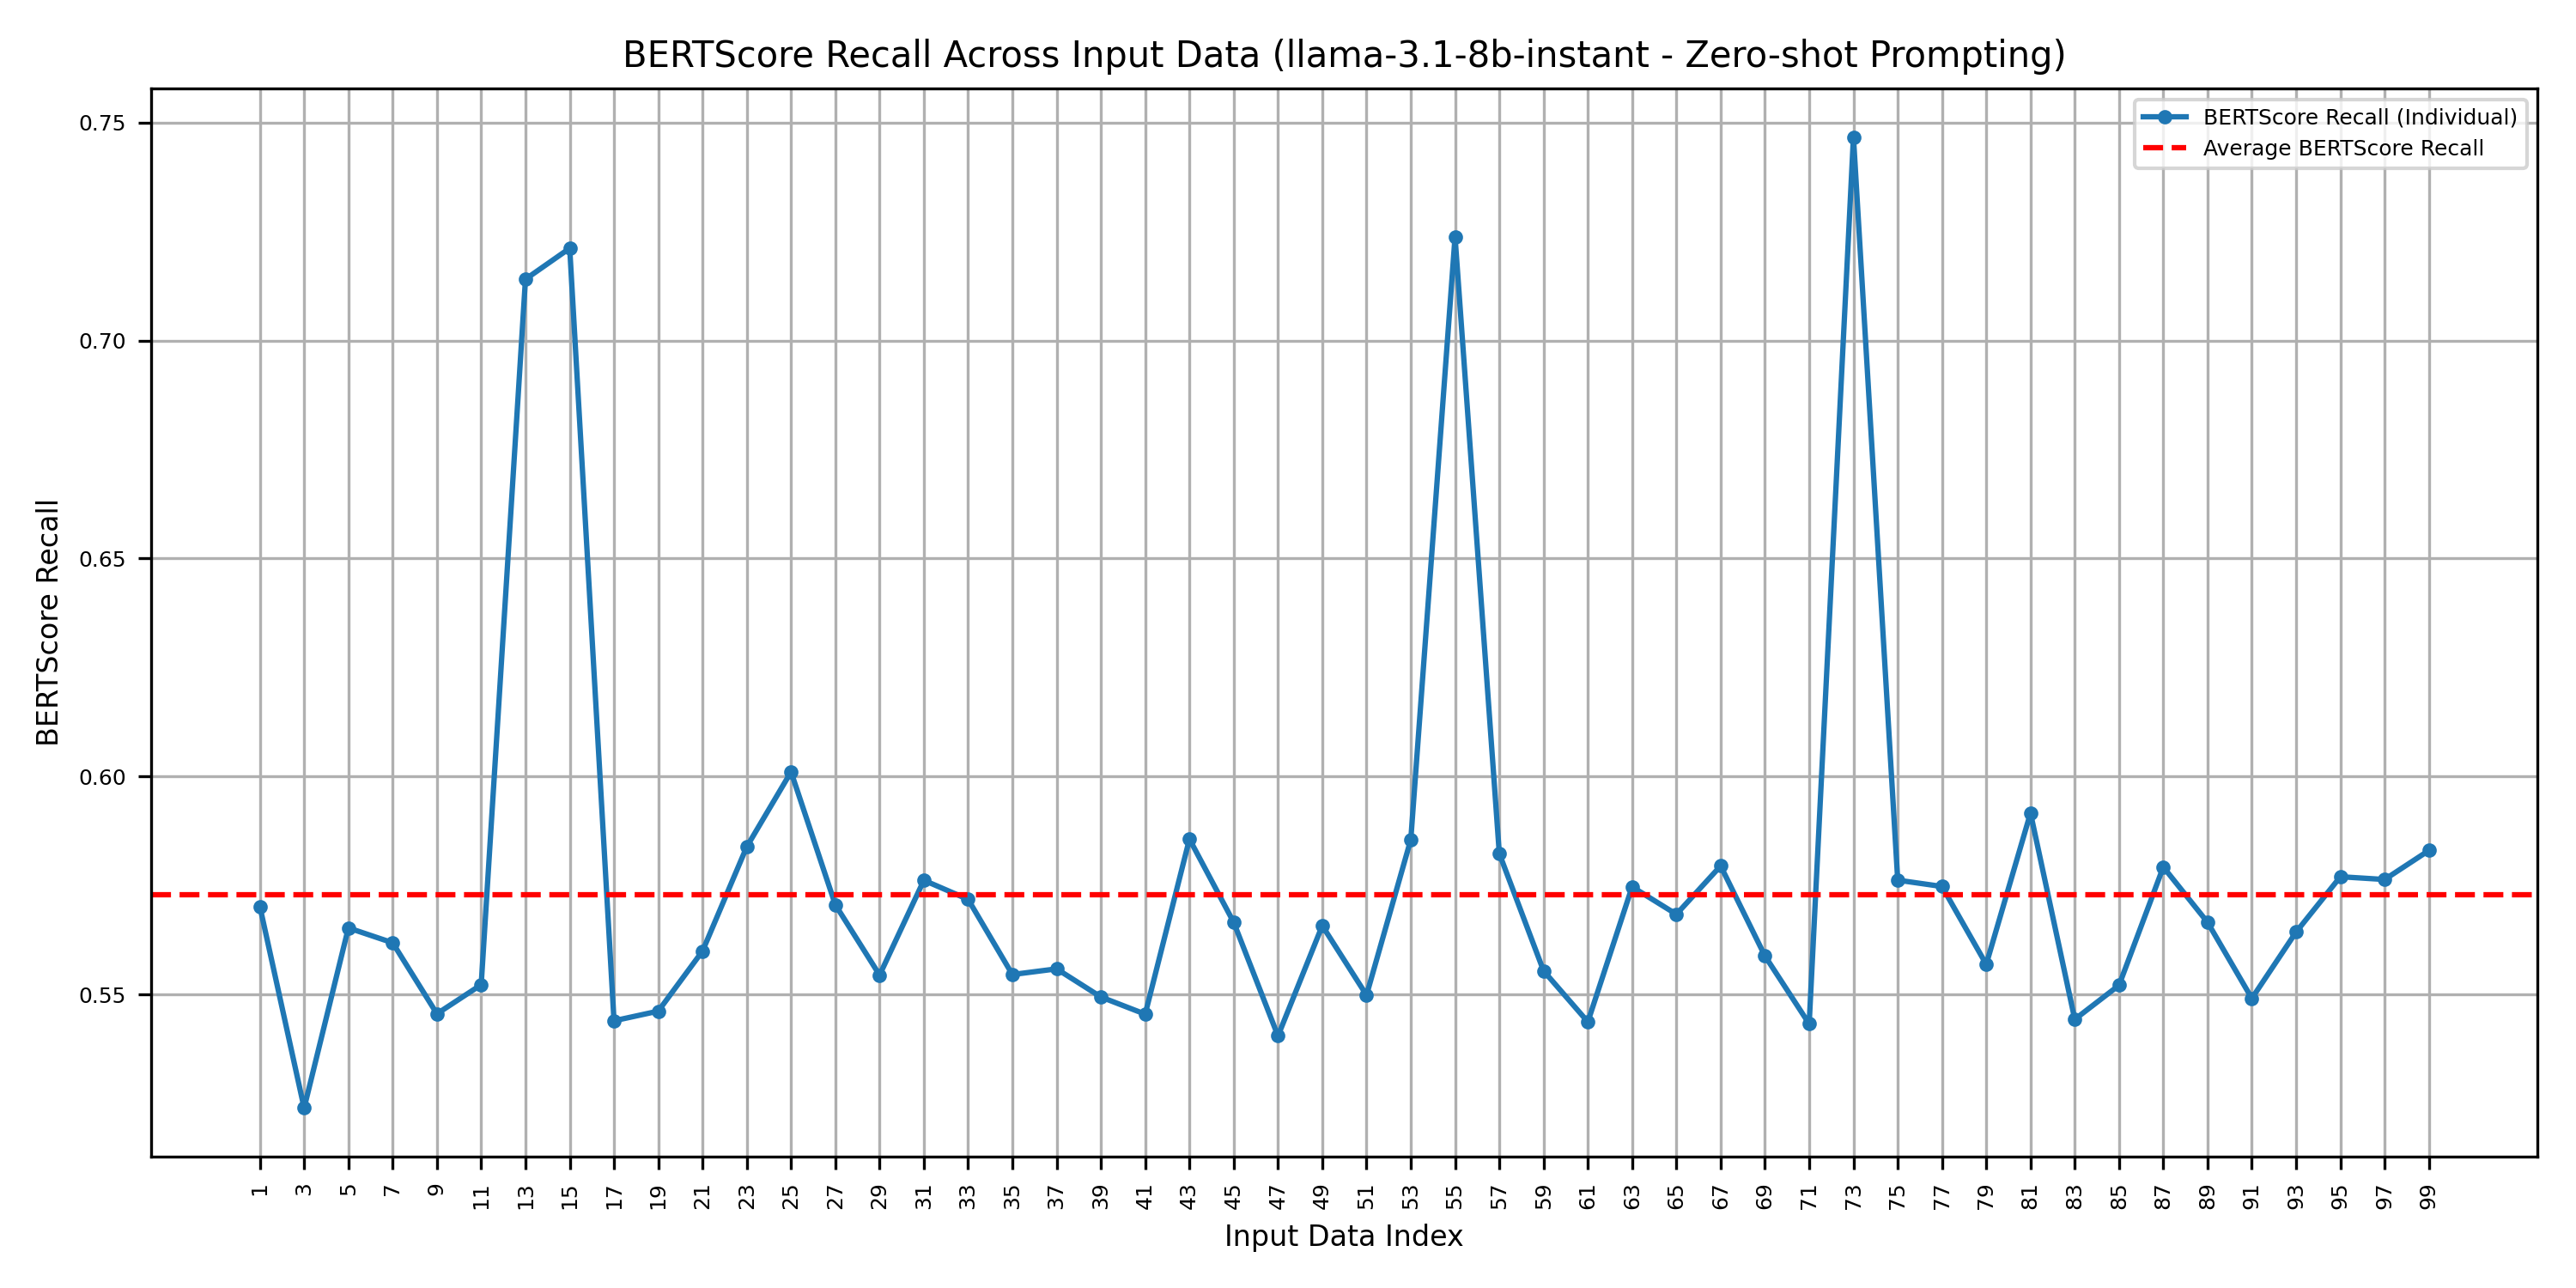 BERTScore Recall Across Input Data (llama-3.1-8b-instant - Zero-shot Prompting)
BERTScore Recall (Individual)
Average BERTScore Recall
BERTScore Recall
0.75
0.70
0.65
0.60
0.55
1 3 5 7 9 11 13 15 17 19 21 23 25 27 29 31 33 35 37 39 41 43 45 47 49 51 53 55 57 59 61 63 65 67 69 71 73 75 77 79 81 83 85 87 89 91 93 95 97 99
Input Data Index